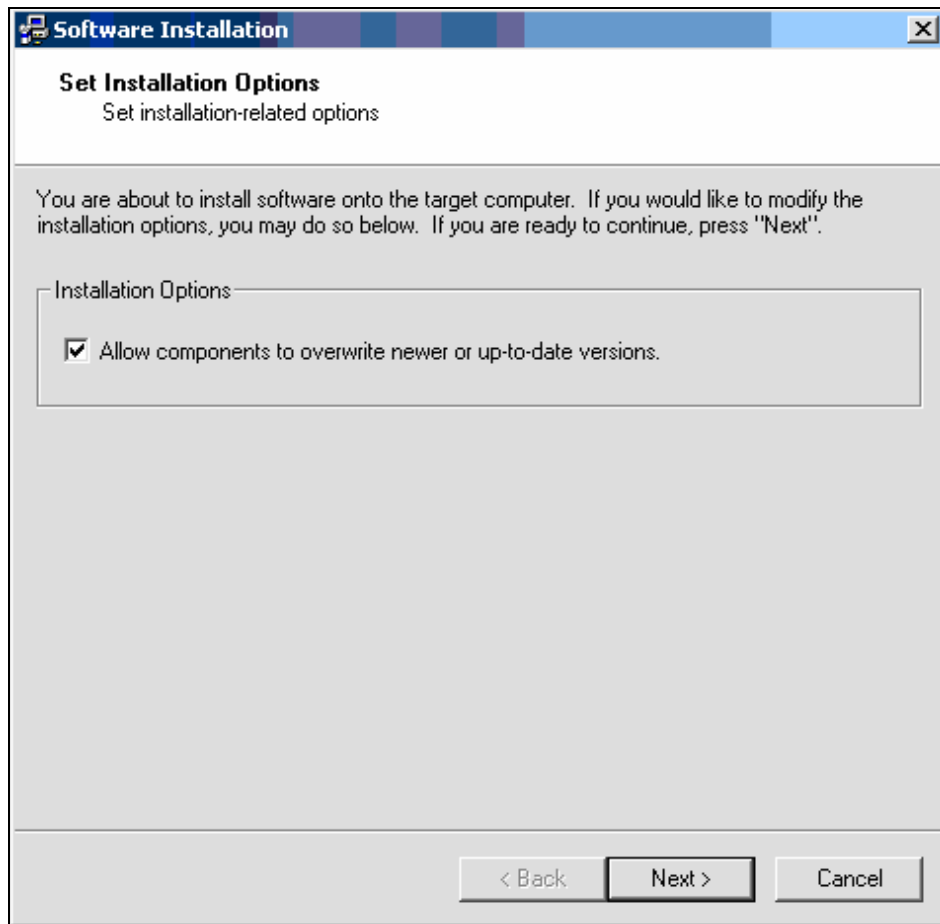 Software Installation
Set Installation Options
Set installation-related options
You are about to install software onto the target computer.  If you would like to modify the
installation options, you may do so below.  If you are ready to continue, press "Next".
Installation Options
Allow components to overwrite newer or up-to-date versions.
< Back
Next >
Cancel